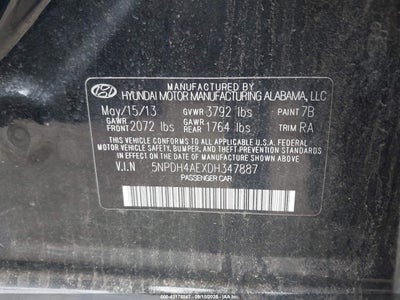 MANUFACTURED BY
HYUNDAI MOTOR MANUFACTURING ALABAMA, LLC
May/15/13 GVWR 3792 lbs PAINT 7B
GAWR FRONT 2072 lbs GAWR REAR 1764 lbs TRIM RA
THIS VEHICLE CONFORMS TO ALL APPLICABLE FEDERAL
MOTOR VEHICLE SAFETY, BUMPER, AND THEFT PREVENTION STANDARDS
IN EFFECT ON THE DATE OF MANUFACTURE SHOWN ABOVE.
V.I.N 5NPDH4AEXDH347887
PASSENGER CAR